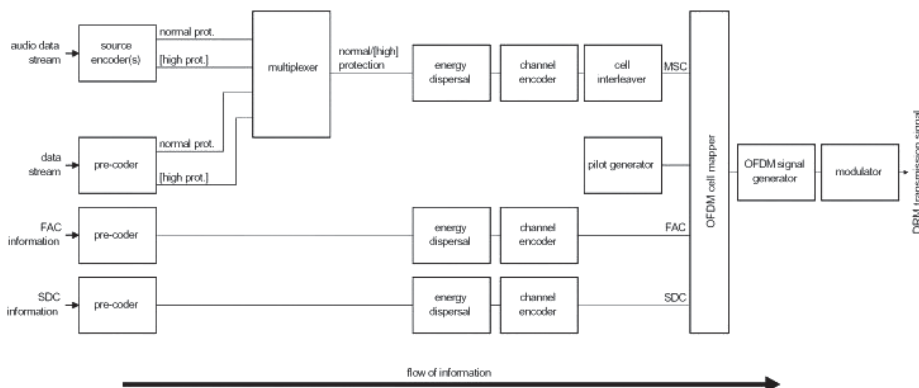 audio data
stream
source
encoder(s)
normal prot.
[high prot.]
multiplexer
normal/[high]
protection
energy
dispersal
channel
encoder
cell
interleaver
MSC
data
stream
pre-coder
normal prot.
[high prot.]
pilot generator
OFDM cell mapper
OFDM signal
generator
modulator
DRM transmission signal
FAC
information
pre-coder
energy
dispersal
channel
encoder
FAC
SDC
information
pre-coder
energy
dispersal
channel
encoder
SDC
flow of information